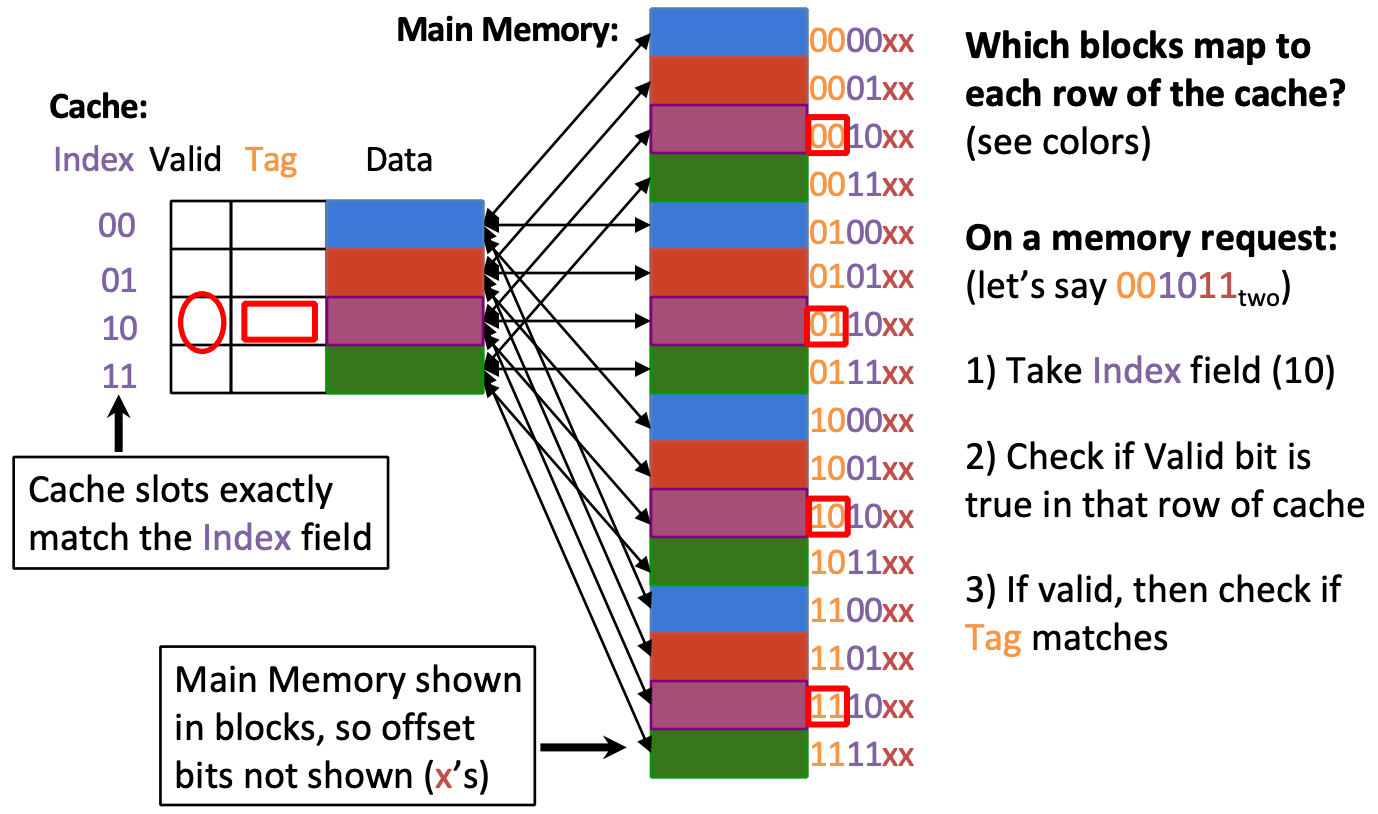 Main Memory:
Cache:
Index Valid Tag Data
00
01
10
11
Cache slots exactly
match the Index field
Main Memory shown
in blocks, so offset
bits not shown (x's)
0000xx
0001xx
0010xx
0011xx
0100xx
0101xx
0110xx
0111xx
1000xx
1001xx
1010xx
1011xx
1100xx
1101xx
1110xx
1111xx
Which blocks map to
each row of the cache?
(see colors)
On a memory request:
(let's say 001011two)
1) Take Index field (10)
2) Check if Valid bit is
true in that row of cache
3) If valid, then check if
Tag matches